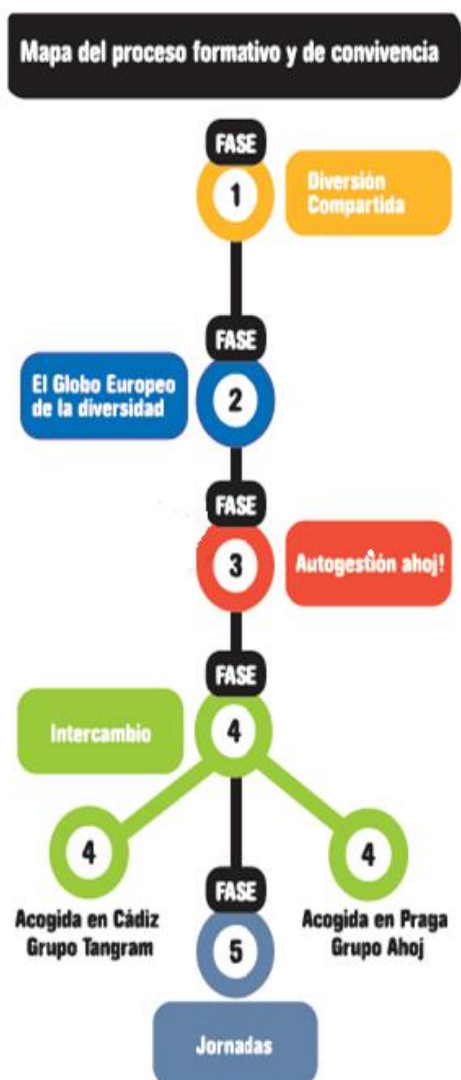 Mapa del proceso formativo y de convivencia
FASE
1
Diversión
Compartida
FASE
2
El Globo Europeo
de la diversidad
FASE
3
Autogestión ahoj!
FASE
4
Intercambio
4
Acogida en Cádiz
Grupo Tangram
4
Acogida en Praga
Grupo Ahoj
FASE
5
Jornadas